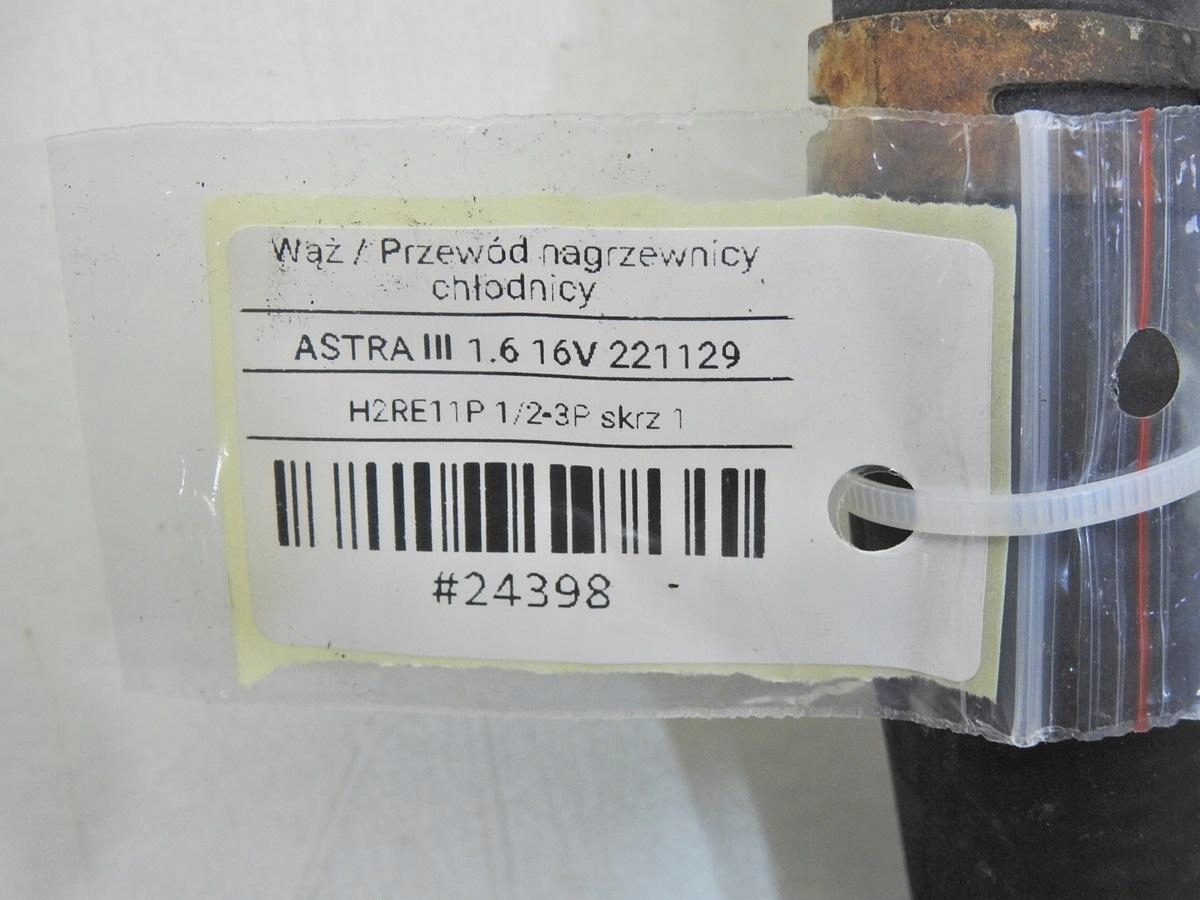 Wąż / Przewód nagrzewnicy
chłodnicy
ASTRA III 1.6 16V 221129
H2RE11P 1/2-3P skrz 1
#24398